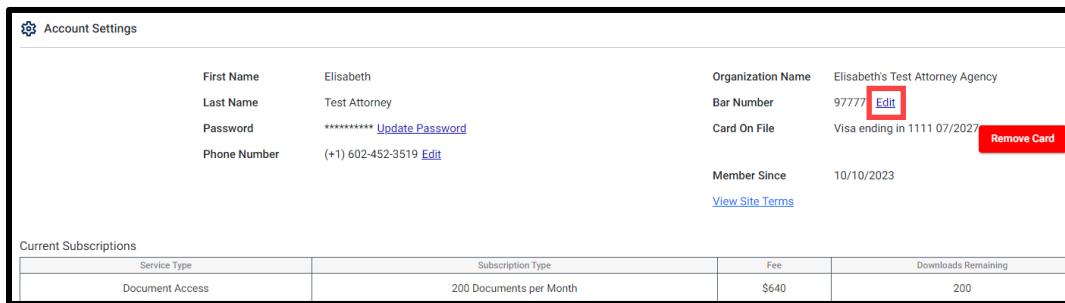 Account Settings
First Name Elisabeth
Last Name Test Attorney
Password ********** Update Password
Phone Number (+1) 602-452-3519 Edit
Organization Name Elisabeth's Test Attorney Agency
Bar Number 97777 Edit
Card On File Visa ending in 1111 07/2027
Remove Card
Member Since 10/10/2023
View Site Terms
Current Subscriptions
Service Type Subscription Type Fee Downloads Remaining
Document Access 200 Documents per Month $640 200